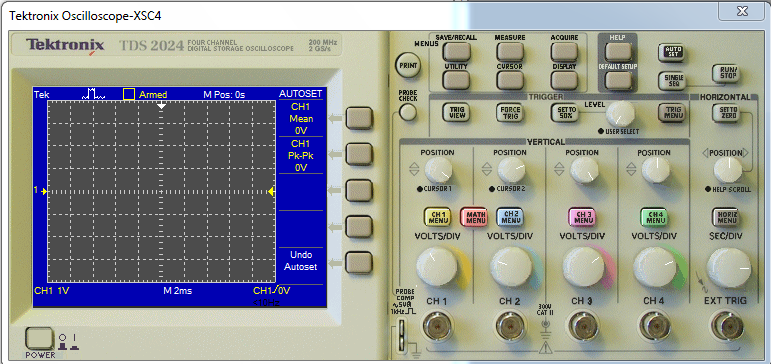 Tektronix Oscilloscope-XSC4
Tektronix TDS 2024 FOUR CHANNEL DIGITAL STORAGE OSCILLOSCOPE 200 MHz 2 GS/s
Tek Armed M Pos: 0s AUTOSET
CH1
Mean
0V
CH1
Pk-Pk
0V
1
Undo
Autoset
CH1 1V M 2ms CH1 0V
POWER
O I
MENUS
SAVE/RECALL MEASURE ACQUIRE HELP
AUTO SET
PRINT
UTILITY CURSOR DISPLAY DEFAULT SETUP
SINGLE SEQ
RUN/STOP
PROBE CHECK
TRIGGER
HORIZONTAL
TRIG VIEW
FORCE TRIG
SET TO 50%
LEVEL
USER SELECT
TRIG MENU
SET TO ZERO
VERTICAL
POSITION POSITION POSITION POSITION POSITION
CURSOR 1 CURSOR 2 HELP SCROLL
CH 1 MENU
MATH MENU
CH 2 MENU
CH 3 MENU
CH 4 MENU
HORIZ MENU
VOLTS/DIV VOLTS/DIV VOLTS/DIV VOLTS/DIV SEC/DIV
PROBE COMP
~5V@
1kHz
CH 1 CH 2 CH 3 CH 4 EXT TRIG
300V
CAT II